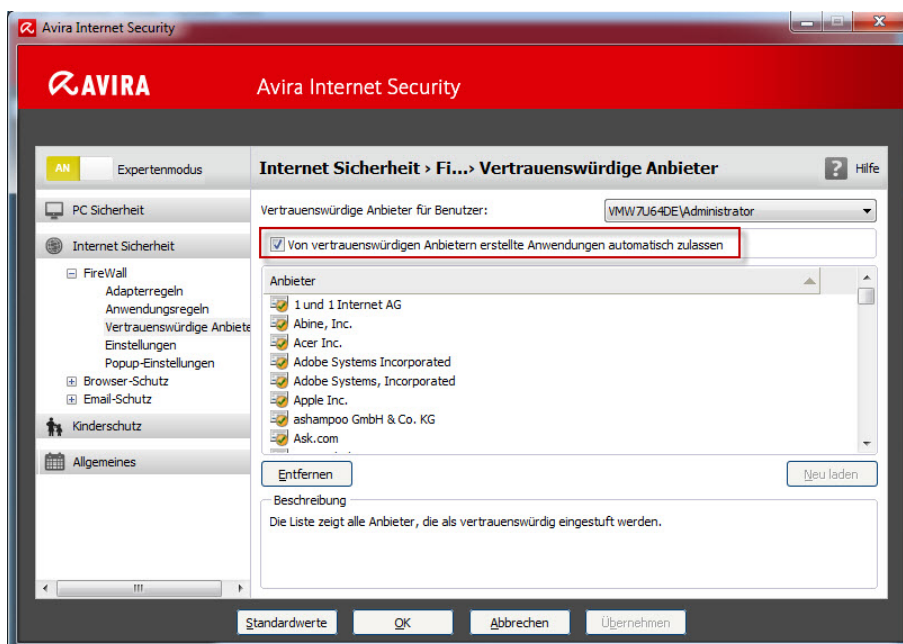 Avira Internet Security
AVIRA
Avira Internet Security
AN
Expertenmodus
Internet Sicherheit › Fi...› Vertrauenswürdige Anbieter
? Hilfe
PC Sicherheit
Internet Sicherheit
FireWall
Adapterregeln
Anwendungsregeln
Vertrauenswürdige Anbiete
Einstellungen
Popup-Einstellungen
Browser-Schutz
Email-Schutz
Kinderschutz
Allgemeines
Vertrauenswürdige Anbieter für Benutzer:
VMW7U64DE\Administrator
Von vertrauenswürdigen Anbietern erstellte Anwendungen automatisch zulassen
Anbieter
1 und 1 Internet AG
Abine, Inc.
Acer Inc.
Adobe Systems Incorporated
Adobe Systems, Incorporated
Apple Inc.
ashampoo GmbH & Co. KG
Ask.com
Entfernen
Neu laden
Beschreibung
Die Liste zeigt alle Anbieter, die als vertrauenswürdig eingestuft werden.
Standardwerte
OK
Abbrechen
Übernehmen